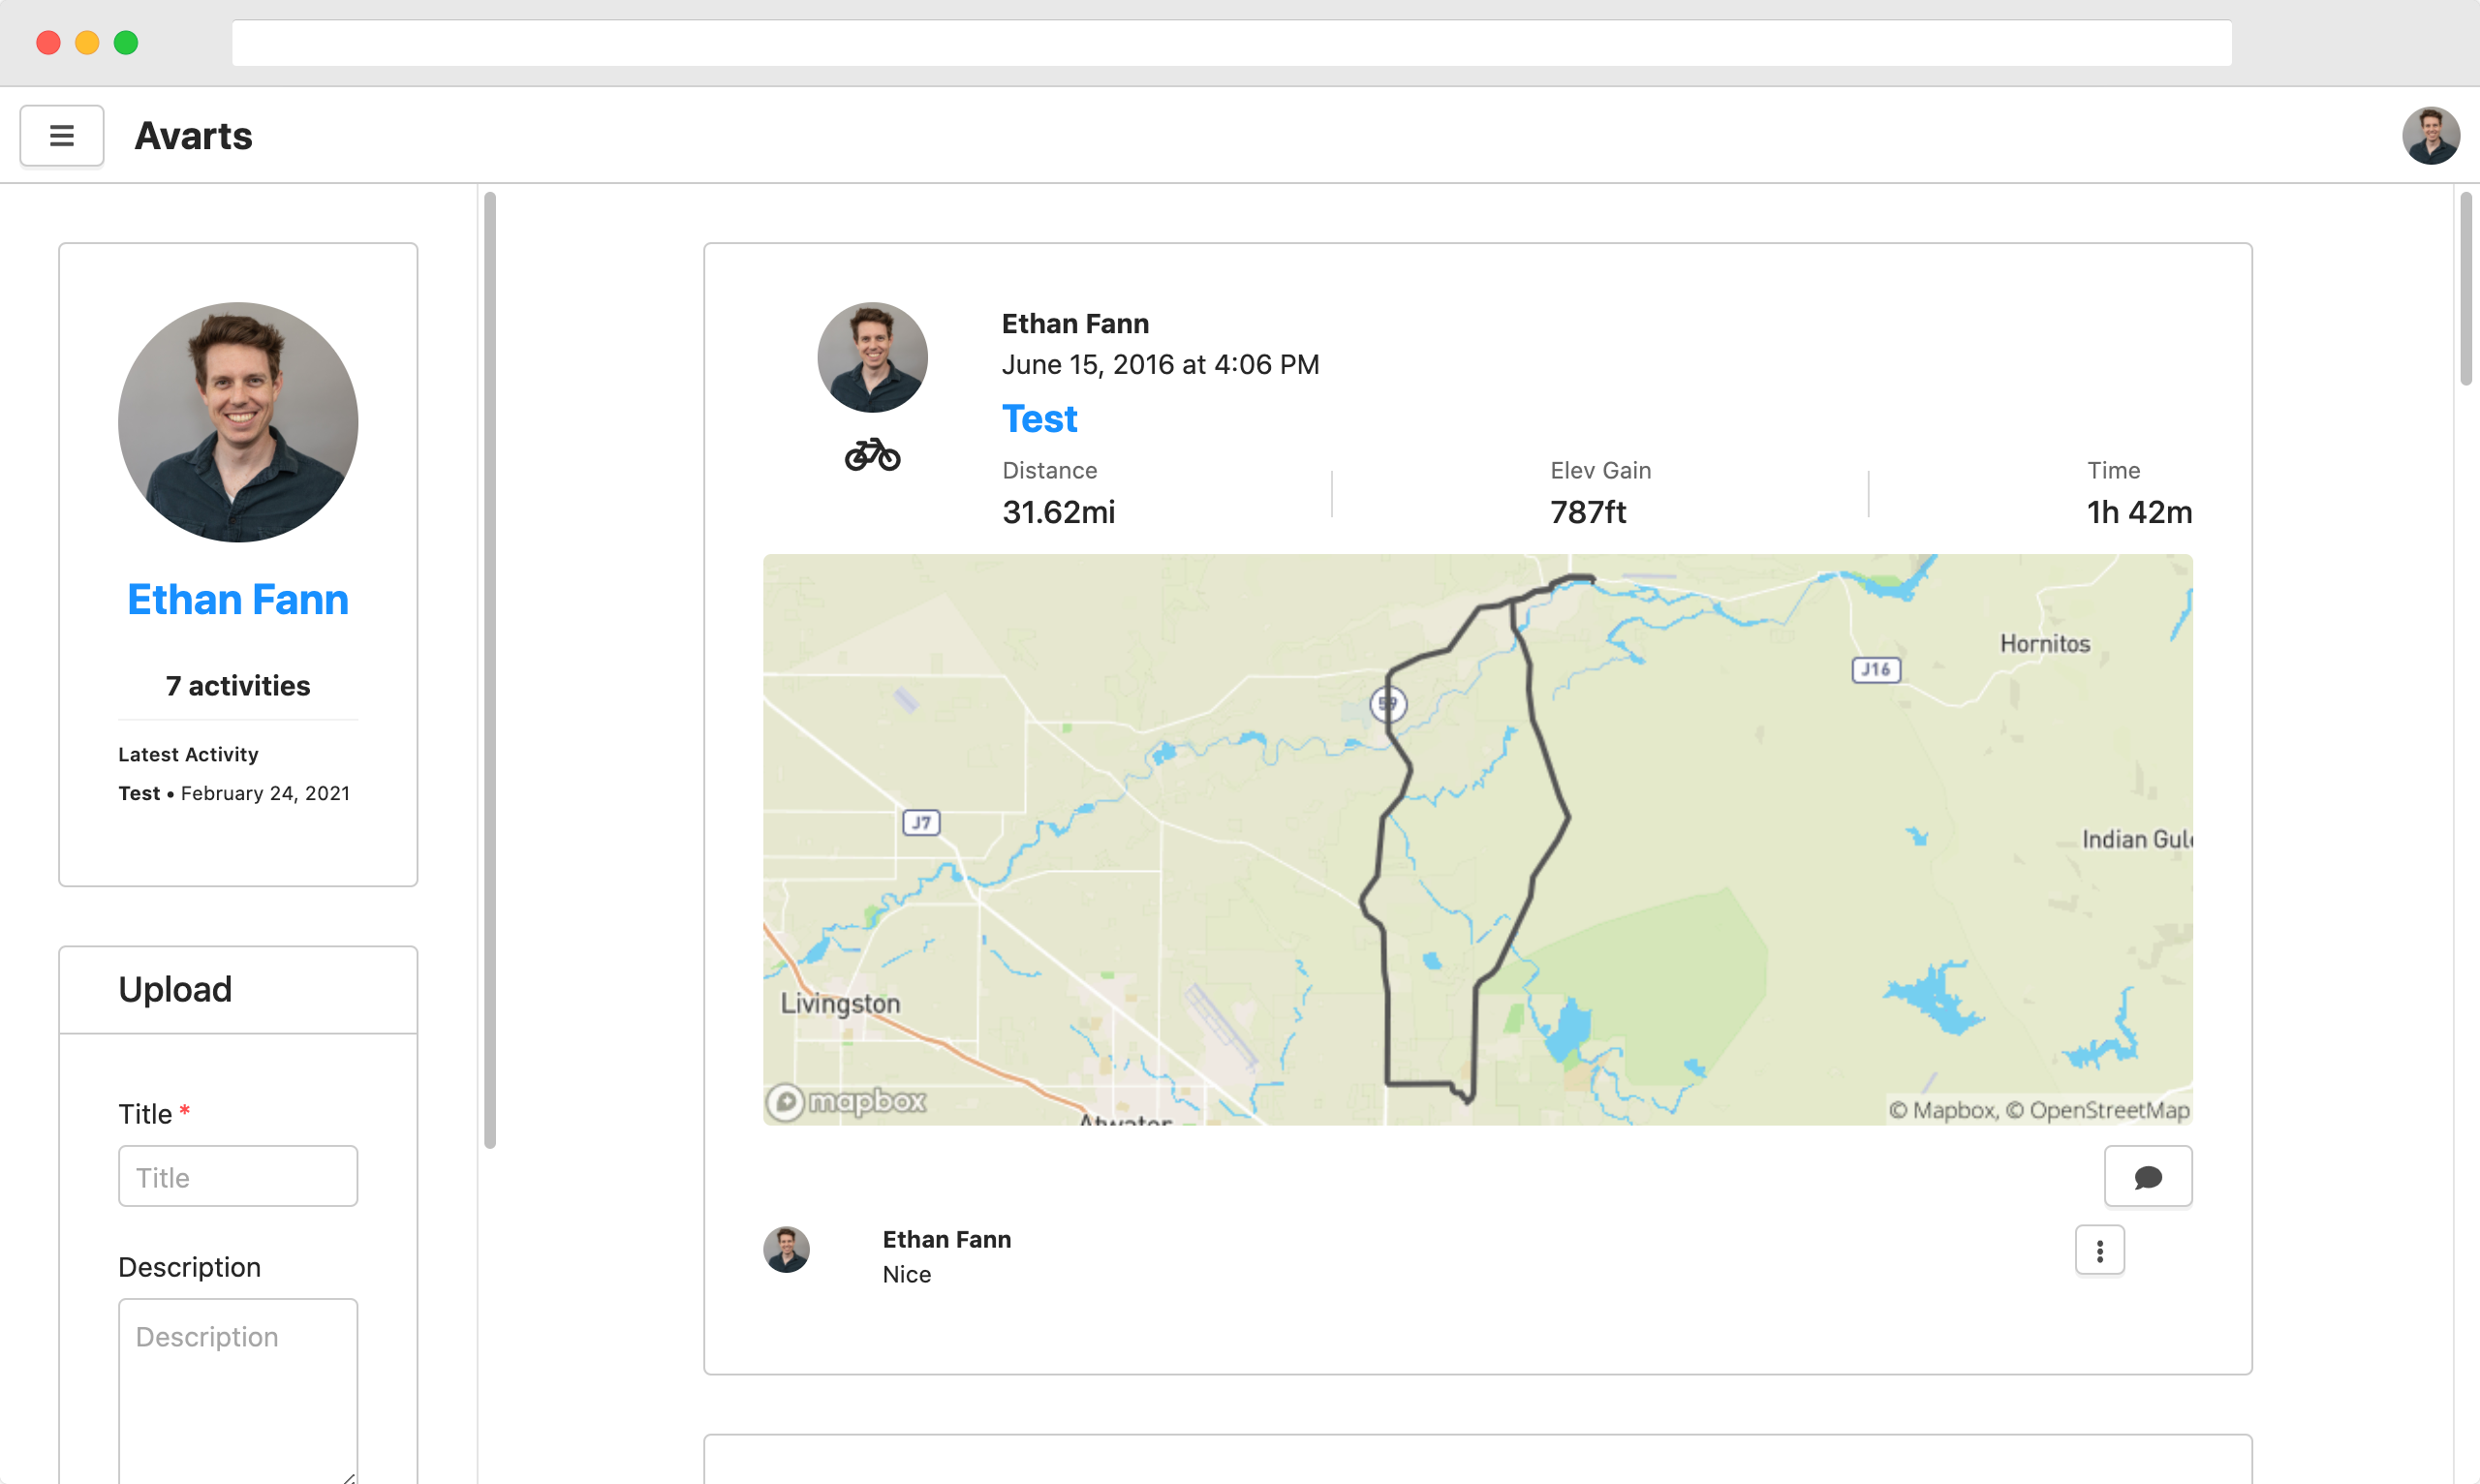 Avarts
Ethan Fann
7 activities
Latest Activity
Test • February 24, 2021
Upload
Title *
Title
Description
Description
Ethan Fann
June 15, 2016 at 4:06 PM
Test
Distance
31.62mi
Elev Gain
787ft
Time
1h 42m
Hornitos
J16
59
J7
Indian Gul
Livingston
Atwater
mapbox
© Mapbox, © OpenStreetMap
Ethan Fann
Nice